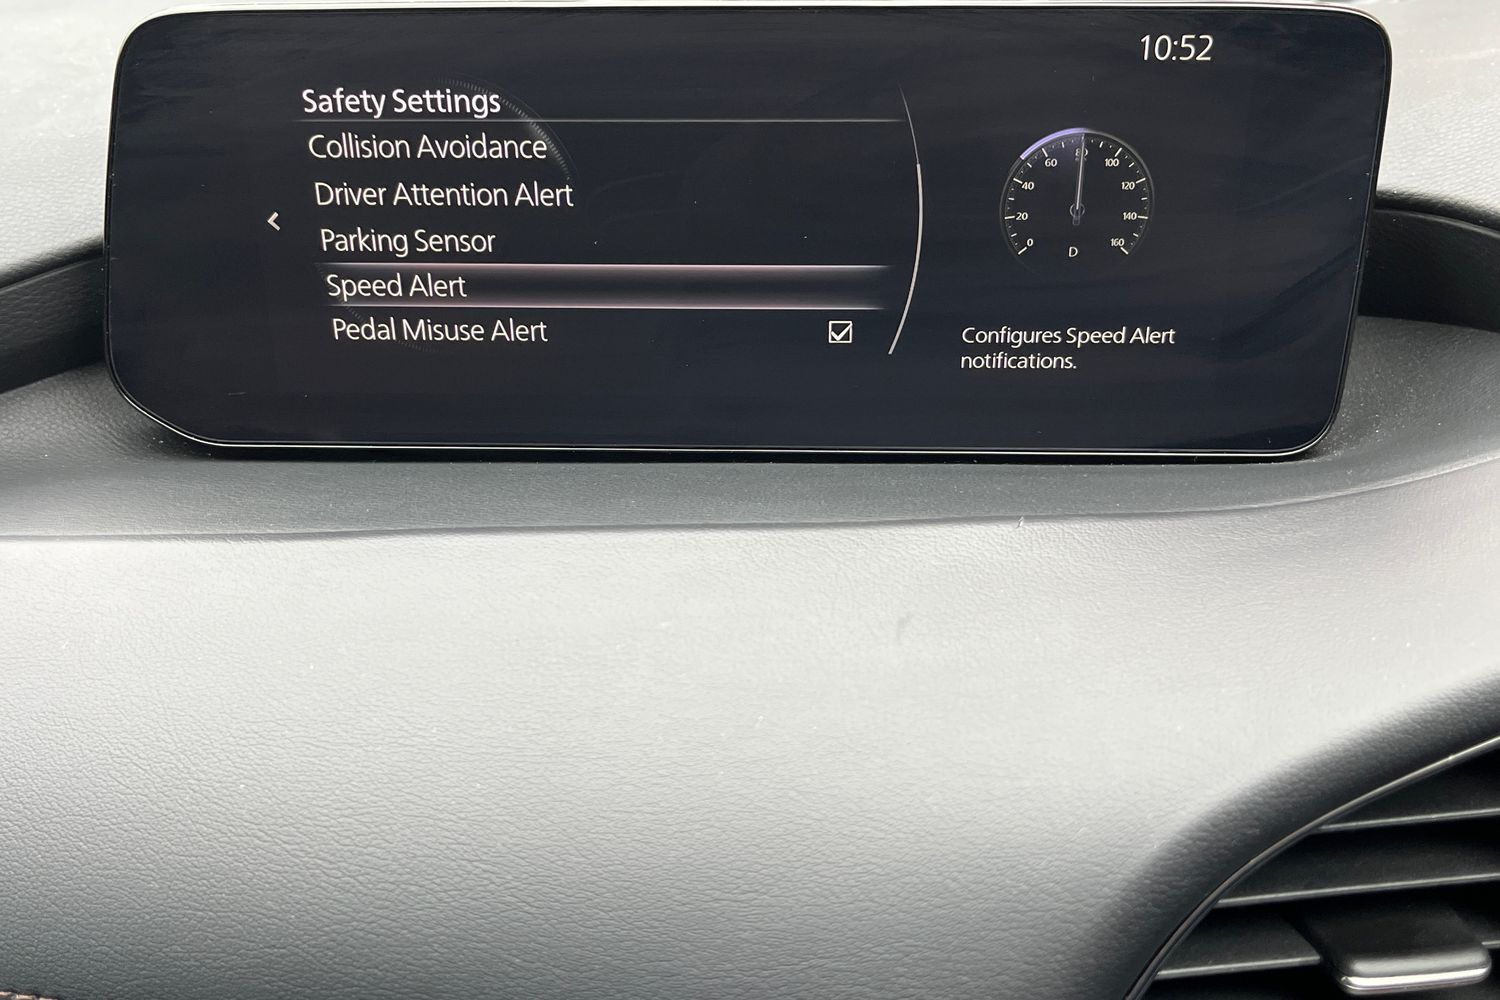 10:52
Safety Settings
Collision Avoidance
Driver Attention Alert
Parking Sensor
Speed Alert
Pedal Misuse Alert
0
20
40
60
80
100
120
140
160
D
Configures Speed Alert
notifications.